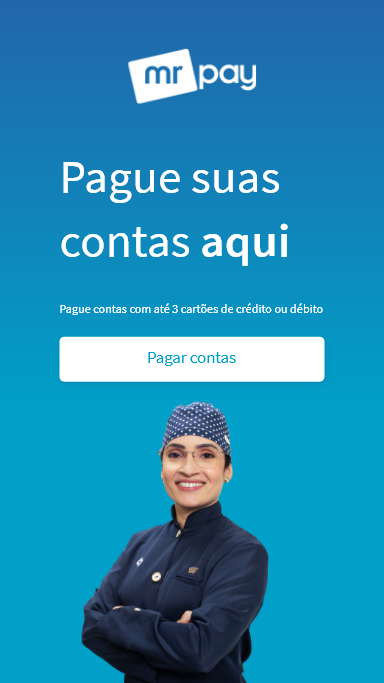 mr pay
Pague suas
contas aqui
Pague contas com até 3 cartões de crédito ou débito
Pagar contas